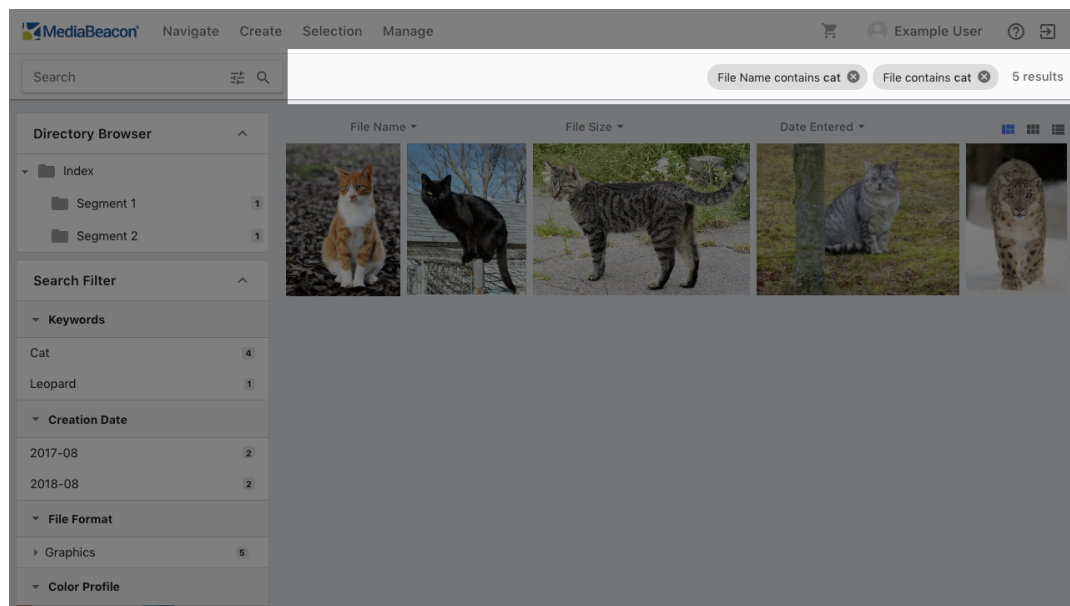 MediaBeacon® Navigate Create Selection Manage Example User
Search File Name contains cat File contains cat 5 results
Directory Browser
Index
Segment 1 1
Segment 2 1
Search Filter
Keywords
Cat 4
Leopard 1
Creation Date
2017-08 2
2018-08 2
File Format
Graphics 5
Color Profile
File Name File Size Date Entered